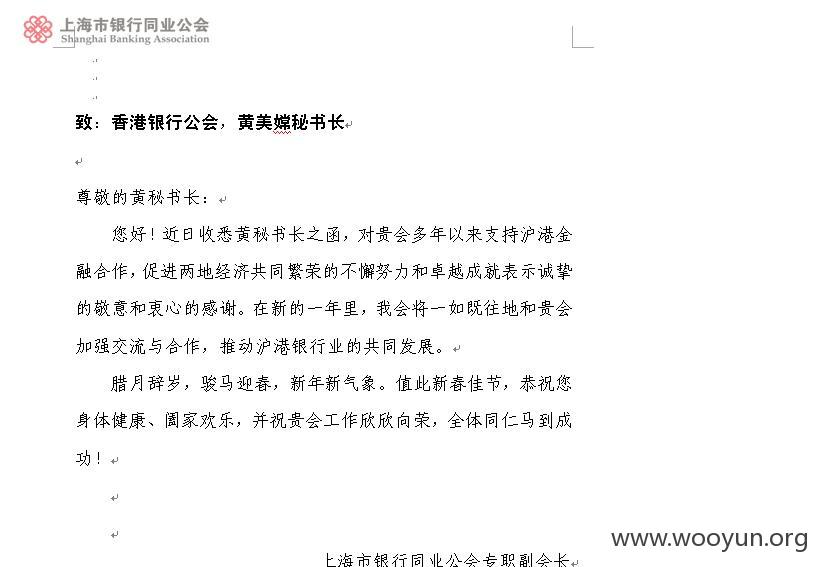 上海市银行同业公会
Shanghai Banking Association
致：香港银行公会，黄美嫦秘书长
尊敬的黄秘书长：
您好！近日收悉黄秘书长之函，对贵会多年以来支持沪港金
融合作，促进两地经济共同繁荣的不懈努力和卓越成就表示诚挚
的敬意和衷心的感谢。在新的一年里，我会将一如既往地和贵会
加强交流与合作，推动沪港银行业的共同发展。
腊月辞岁，骏马迎春，新年新气象。值此新春佳节，恭祝您
身体健康、阖家欢乐，并祝贵会工作欣欣向荣，全体同仁马到成
功！
www.wooyun.org
上海市银行同业公会专职副会长